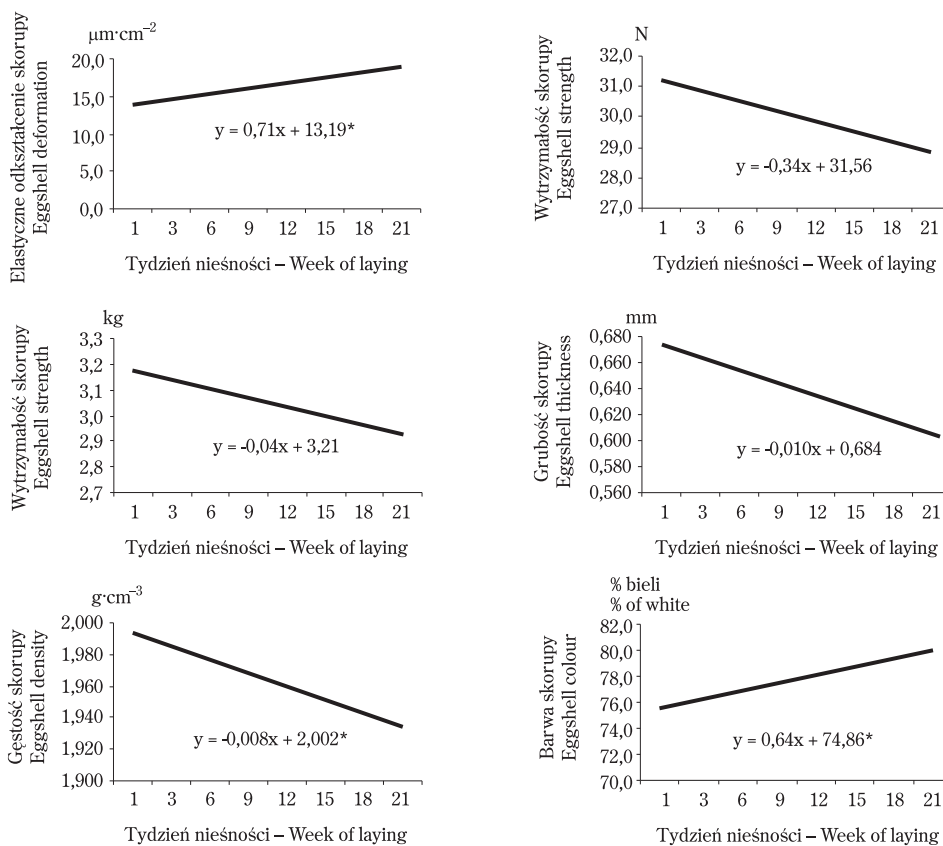 μm·cm⁻²
Elastyczne odkształcenie skorupy
Eggshell deformation
20,0
15,0
10,0
5,0
0,0
y = 0,71x + 13,19*
1 3 6 9 12 15 18 21
Tydzień nieśności – Week of laying
N
Wytrzymałość skorupy
Eggshell strength
32,0
31,0
30,0
29,0
28,0
27,0
y = -0,34x + 31,56
1 3 6 9 12 15 18 21
Tydzień nieśności – Week of laying
kg
Wytrzymałość skorupy
Eggshell strength
3,3
3,2
3,1
3,0
2,9
2,8
2,7
y = -0,04x + 3,21
1 3 6 9 12 15 18 21
Tydzień nieśności – Week of laying
mm
Grubość skorupy
Eggshell thickness
0,680
0,660
0,640
0,620
0,600
0,580
0,560
y = -0,010x + 0,684
1 3 6 9 12 15 18 21
Tydzień nieśności – Week of laying
g·cm⁻³
Gęstość skorupy
Eggshell density
2,000
1,980
1,960
1,940
1,920
1,900
y = -0,008x + 2,002*
1 3 6 9 12 15 18 21
Tydzień nieśności – Week of laying
% bieli
% of white
Barwa skorupy
Eggshell colour
82,0
80,0
78,0
76,0
74,0
72,0
70,0
y = 0,64x + 74,86*
1 3 6 9 12 15 18 21
Tydzień nieśności – Week of laying